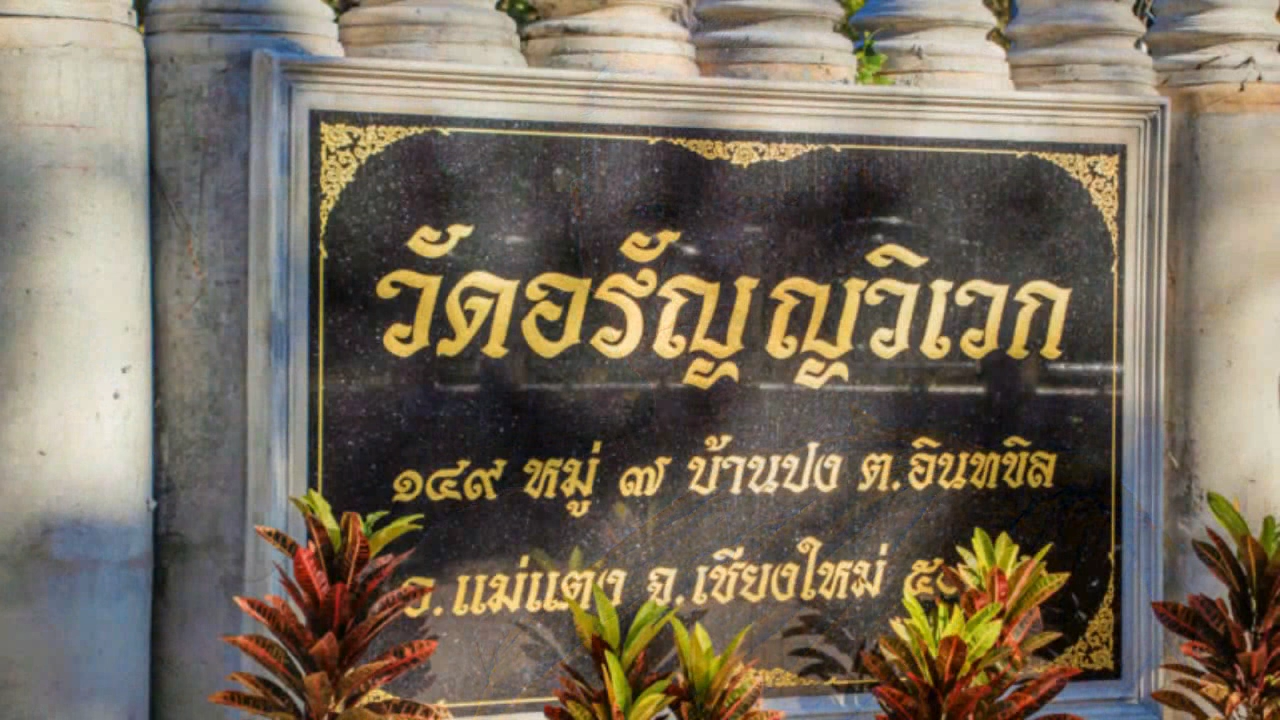 วัดอรัญญวิเวก
๑๔๙ หมู่ ๗ บ้านปง ต.อินทขิล
อ.แม่แตง จ.เชียงใหม่